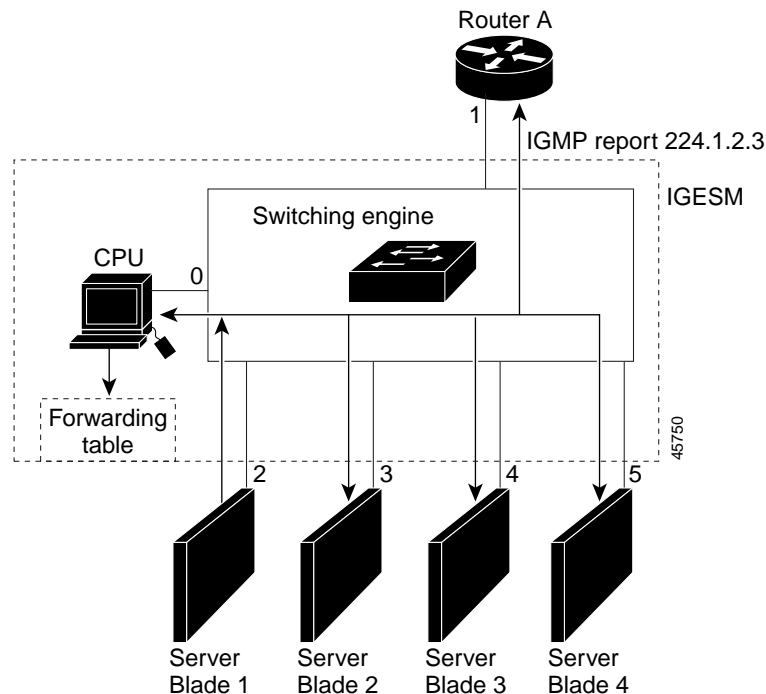 Router A
1
IGMP report 224.1.2.3
IGESM
Switching engine
CPU
0
Forwarding
table
45750
2
3
4
5
Server
Blade 1
Server
Blade 2
Server
Blade 3
Server
Blade 4